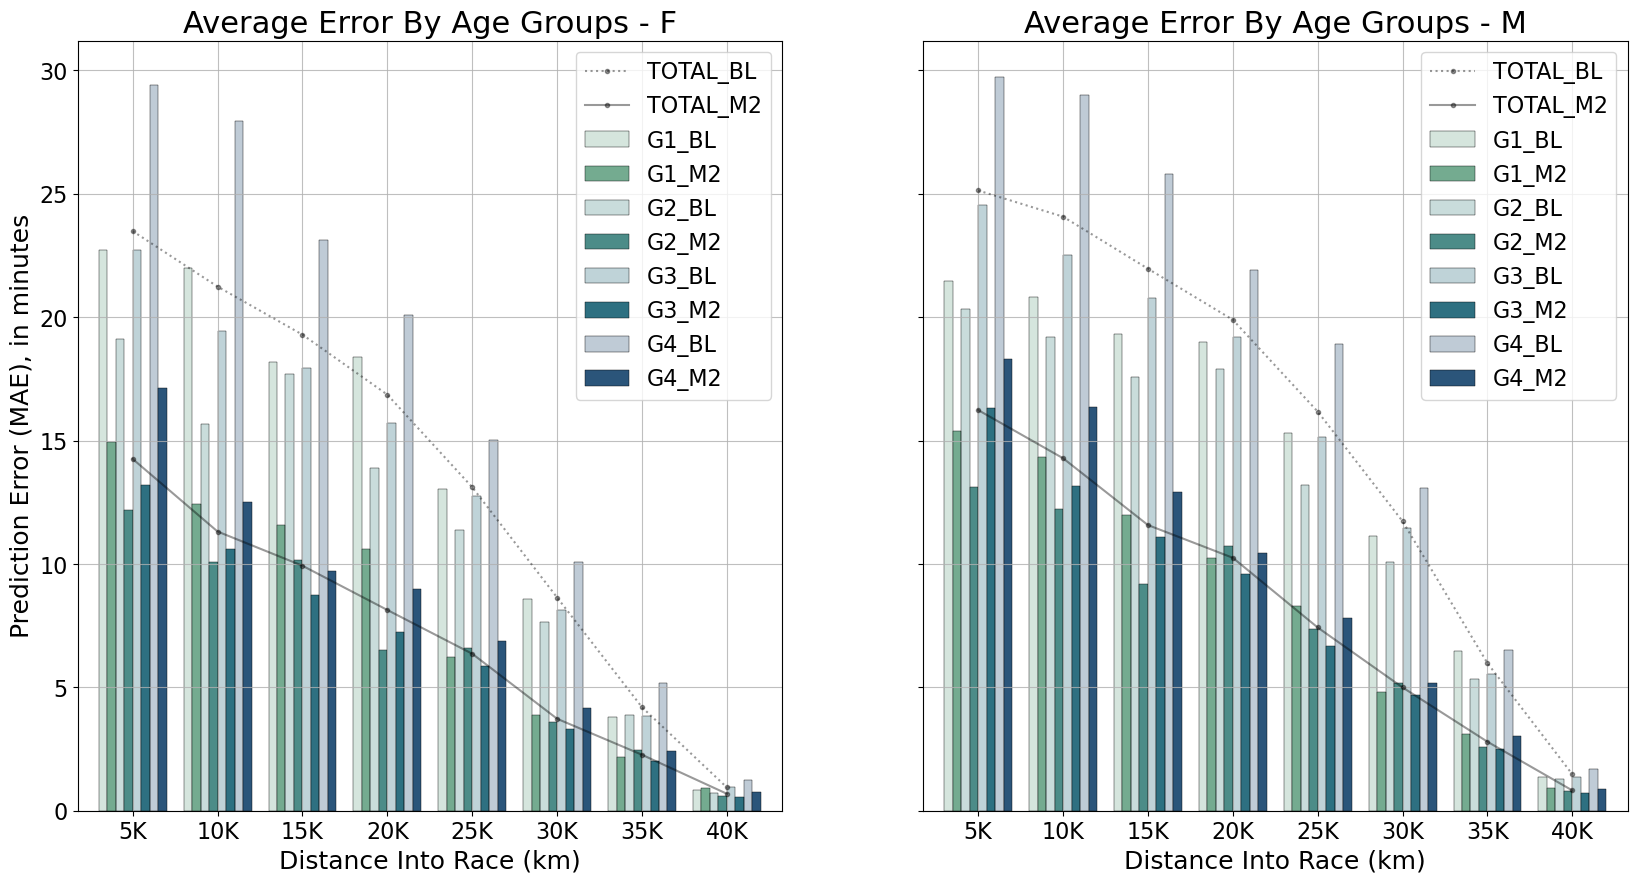 Average Error By Age Groups - F
Prediction Error (MAE), in minutes
30
25
20
15
10
5
0
TOTAL_BL
TOTAL_M2
G1_BL
G1_M2
G2_BL
G2_M2
G3_BL
G3_M2
G4_BL
G4_M2
5K 10K 15K 20K 25K 30K 35K 40K
Distance Into Race (km)
Average Error By Age Groups - M
TOTAL_BL
TOTAL_M2
G1_BL
G1_M2
G2_BL
G2_M2
G3_BL
G3_M2
G4_BL
G4_M2
5K 10K 15K 20K 25K 30K 35K 40K
Distance Into Race (km)